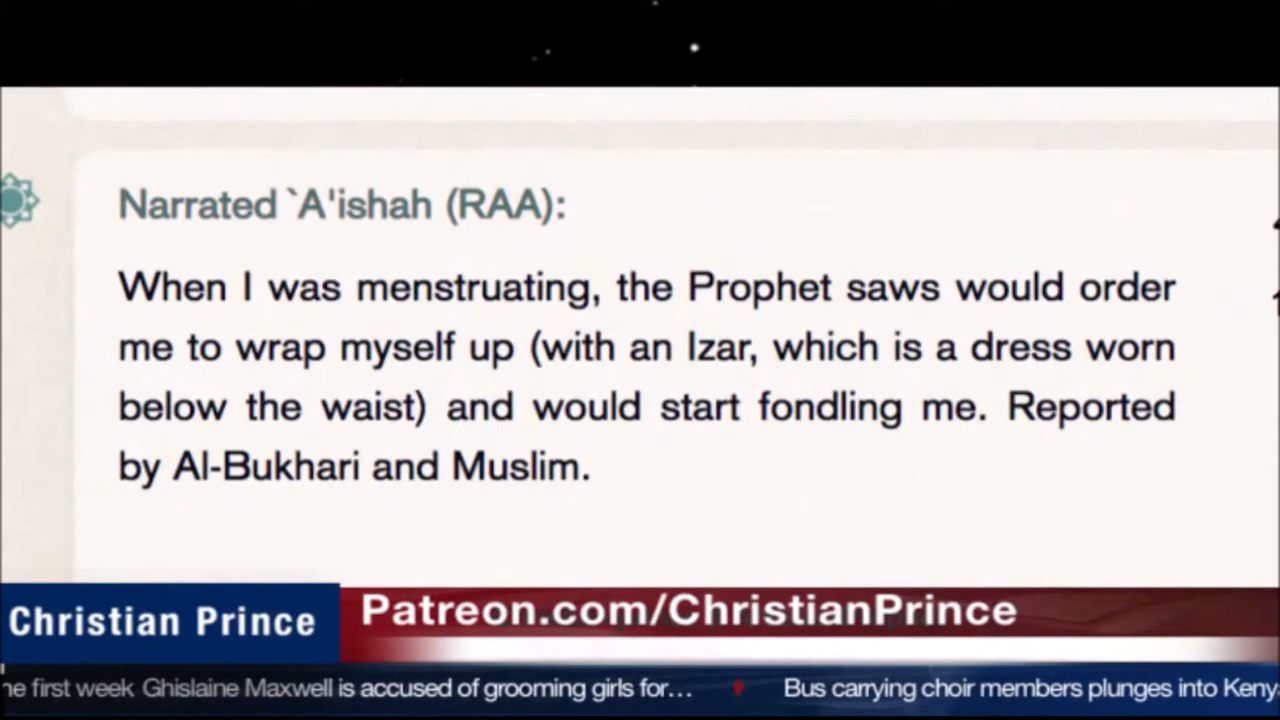 Narrated `A'ishah (RAA):
When I was menstruating, the Prophet saws would order
me to wrap myself up (with an Izar, which is a dress worn
below the waist) and would start fondling me. Reported
by Al-Bukhari and Muslim.
Christian Prince
Patreon.com/ChristianPrince
first week Ghislaine Maxwell is accused of grooming girls for...
Bus carrying choir members plunges into